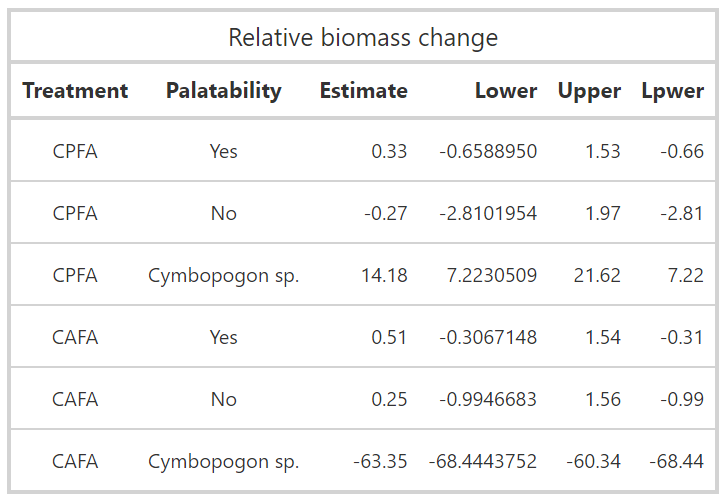 Relative biomass change
Treatment Palatability Estimate Lower Upper Lpwer
CPFA Yes 0.33 -0.6588950 1.53 -0.66
CPFA No -0.27 -2.8101954 1.97 -2.81
CPFA Cymbopogon sp. 14.18 7.2230509 21.62 7.22
CAFA Yes 0.51 -0.3067148 1.54 -0.31
CAFA No 0.25 -0.9946683 1.56 -0.99
CAFA Cymbopogon sp. -63.35 -68.4443752 -60.34 -68.44